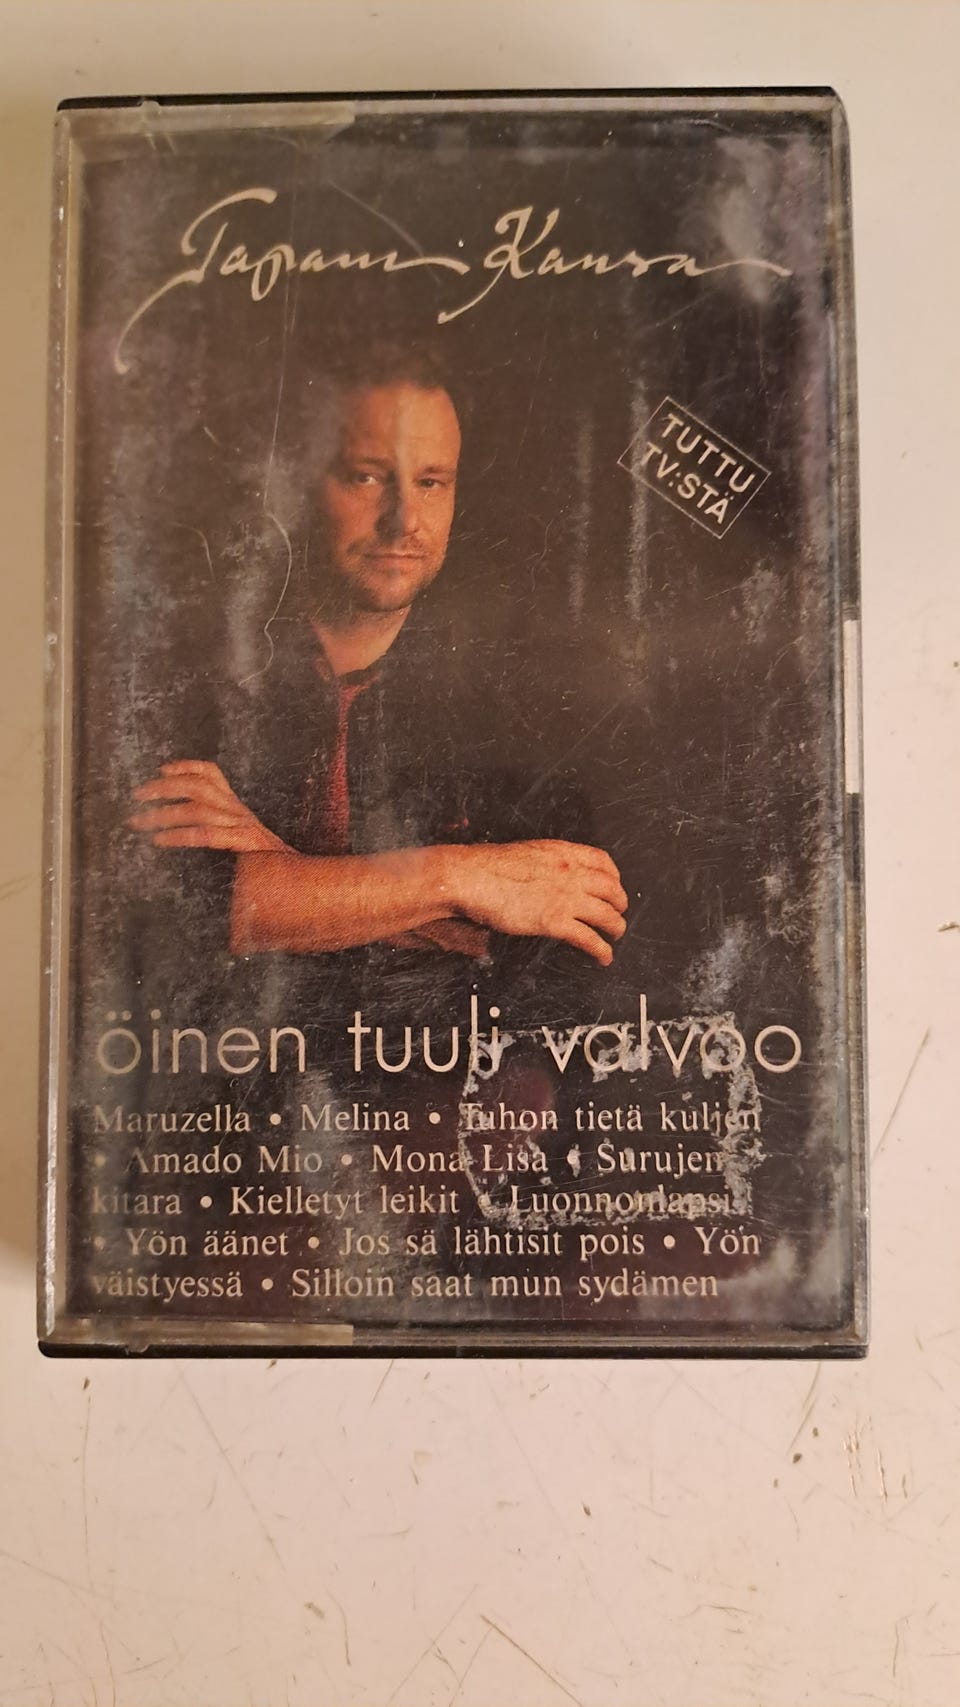 Tapani Kansa
TUTTU
TV:STÄ
öinen tuuli valvoo
Maruzella • Melina • Tuhon tietä kuljen
• Amado Mio • Mona Lisa • Surujen
kitara • Kielletyt leikit • Luonnonlapsi
• Yön äänet • Jos sä lähtisit pois • Yön
väistyessä • Silloin saat mun sydämen